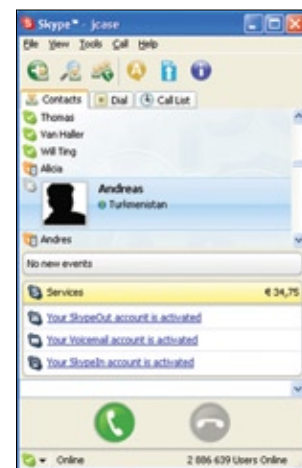 Skype™ - jcase
File View Tools Call Help
Contacts Dial Call List
Thomas
Van Haller
Will Ting
Alicia
Andreas
Turkmenistan
Andres
No new events
Services € 34,75
Your SkypeOut account is activated
Your Voicemail account is activated
Your SkypeIn account is activated
Online 2 886 639 Users Online